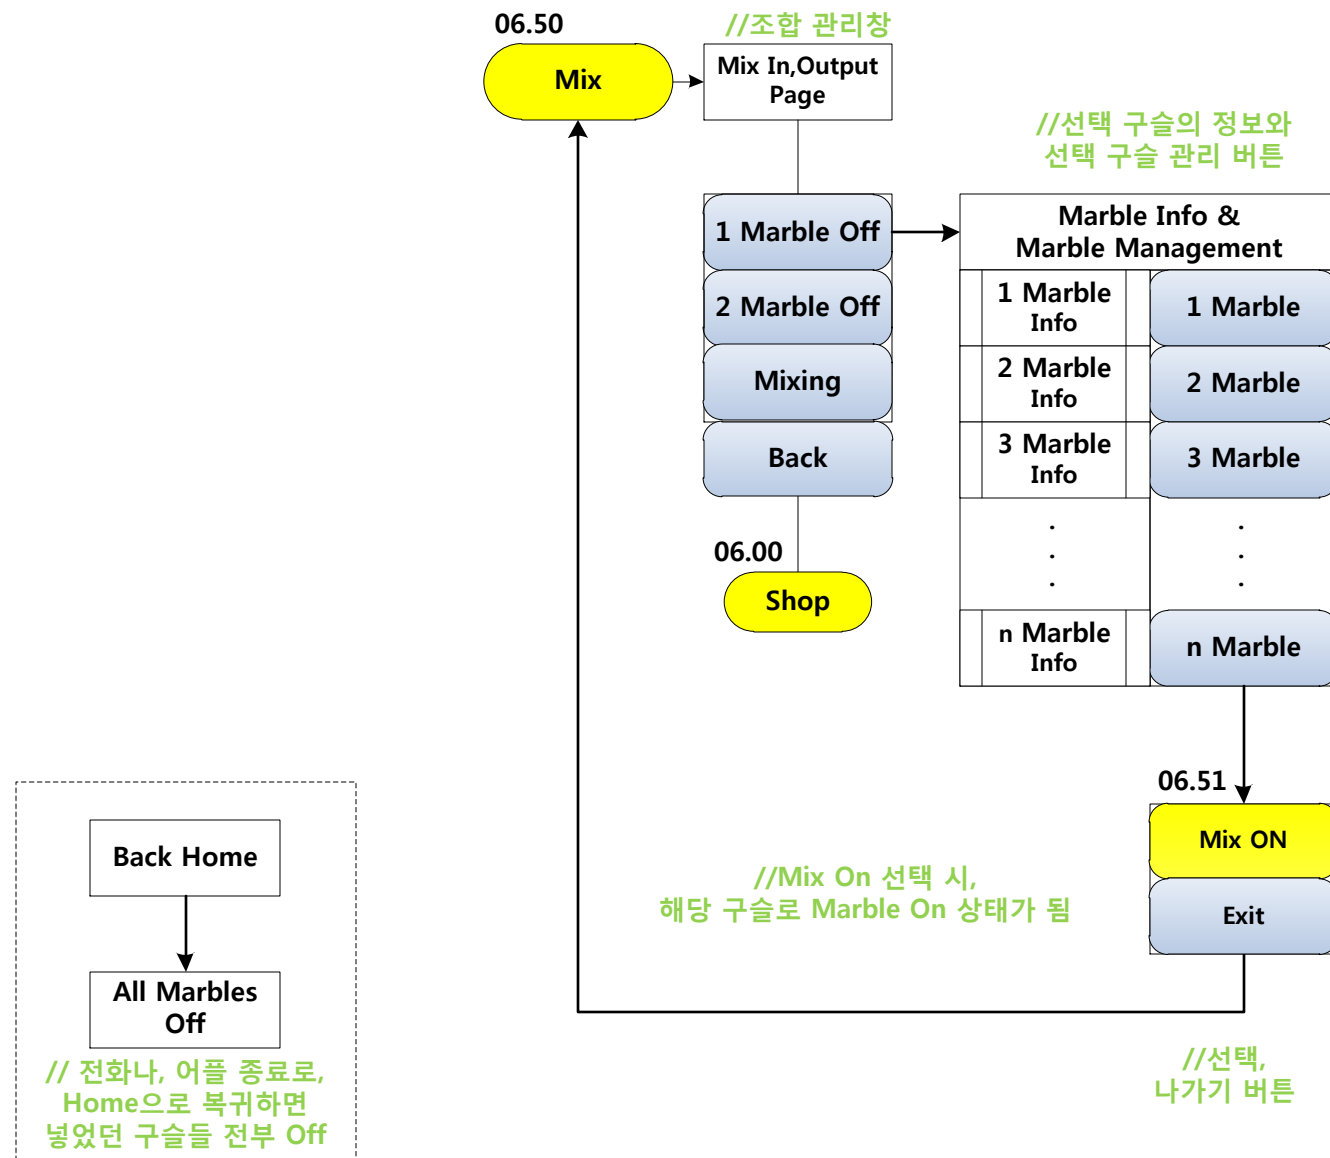 06.50
//조합 관리창
Mix
Mix In,Output
Page
//선택 구슬의 정보와
선택 구슬 관리 버튼
1 Marble Off
2 Marble Off
Mixing
Back
06.00
Shop
Marble Info &
Marble Management
1 Marble
Info
1 Marble
2 Marble
Info
2 Marble
3 Marble
Info
3 Marble
.
.
.
.
.
.
n Marble
Info
n Marble
06.51
Mix ON
Exit
//Mix On 선택 시,
해당 구슬로 Marble On 상태가 됨
//선택,
나가기 버튼
Back Home
All Marbles
Off
// 전화나, 어플 종료로,
Home으로 복귀하면
넣었던 구슬들 전부 Off